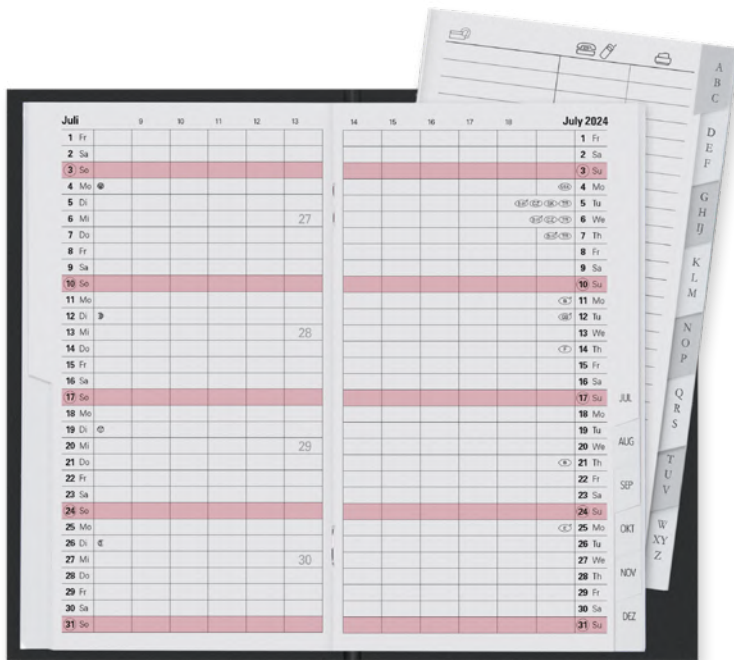 Juli 9 10 11 12 13
1 Fr
2 Sa
3 So
4 Mo
5 Di
6 Mi 27
7 Do
8 Fr
9 Sa
10 So
11 Mo
12 Di
13 Mi 28
14 Do
15 Fr
16 Sa
17 So
18 Mo
19 Di
20 Mi 29
21 Do
22 Fr
23 Sa
24 So
25 Mo
26 Di
27 Mi 30
28 Do
29 Fr
30 Sa
31 So
14 15 16 17 18 July 2024
1 Fr
2 Sa
3 Su
4 Mo
5 Tu
6 We
7 Th
8 Fr
9 Sa
10 Su
11 Mo
12 Tu
13 We
14 Th
15 Fr
16 Sa
17 Su
18 Mo
19 Tu
20 We
21 Th
22 Fr
23 Sa
24 Su
25 Mo
26 Tu
27 We
28 Th
29 Fr
30 Sa
31 Su
JUL
AUG
SEP
OKT
NOV
DEZ
A
B
C
D
E
F
G
H
IJ
K
L
M
N
O
P
Q
R
S
T
U
V
W
XY
Z